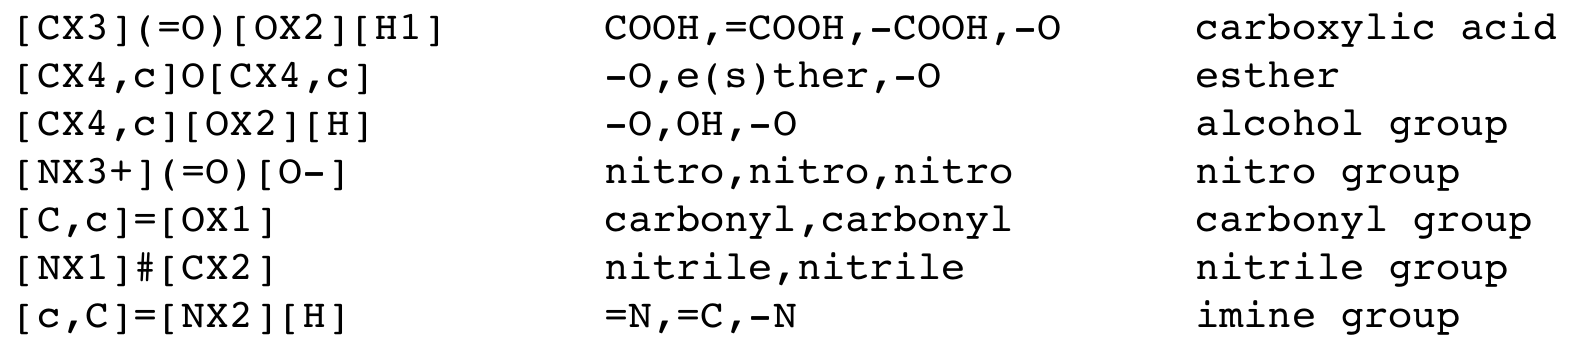 [CX3](=O)[OX2][H1] COOH,=COOH,-COOH,-O carboxylic acid
[CX4,c]O[CX4,c] -O,e(s)ther,-O esther
[CX4,c][OX2][H] -O,OH,-O alcohol group
[NX3+](=O)[O-] nitro,nitro,nitro nitro group
[C,c]=[OX1] carbonyl,carbonyl carbonyl group
[NX1]#[CX2] nitrile,nitrile nitrile group
[c,C]=[NX2][H] =N,=C,-N imine group